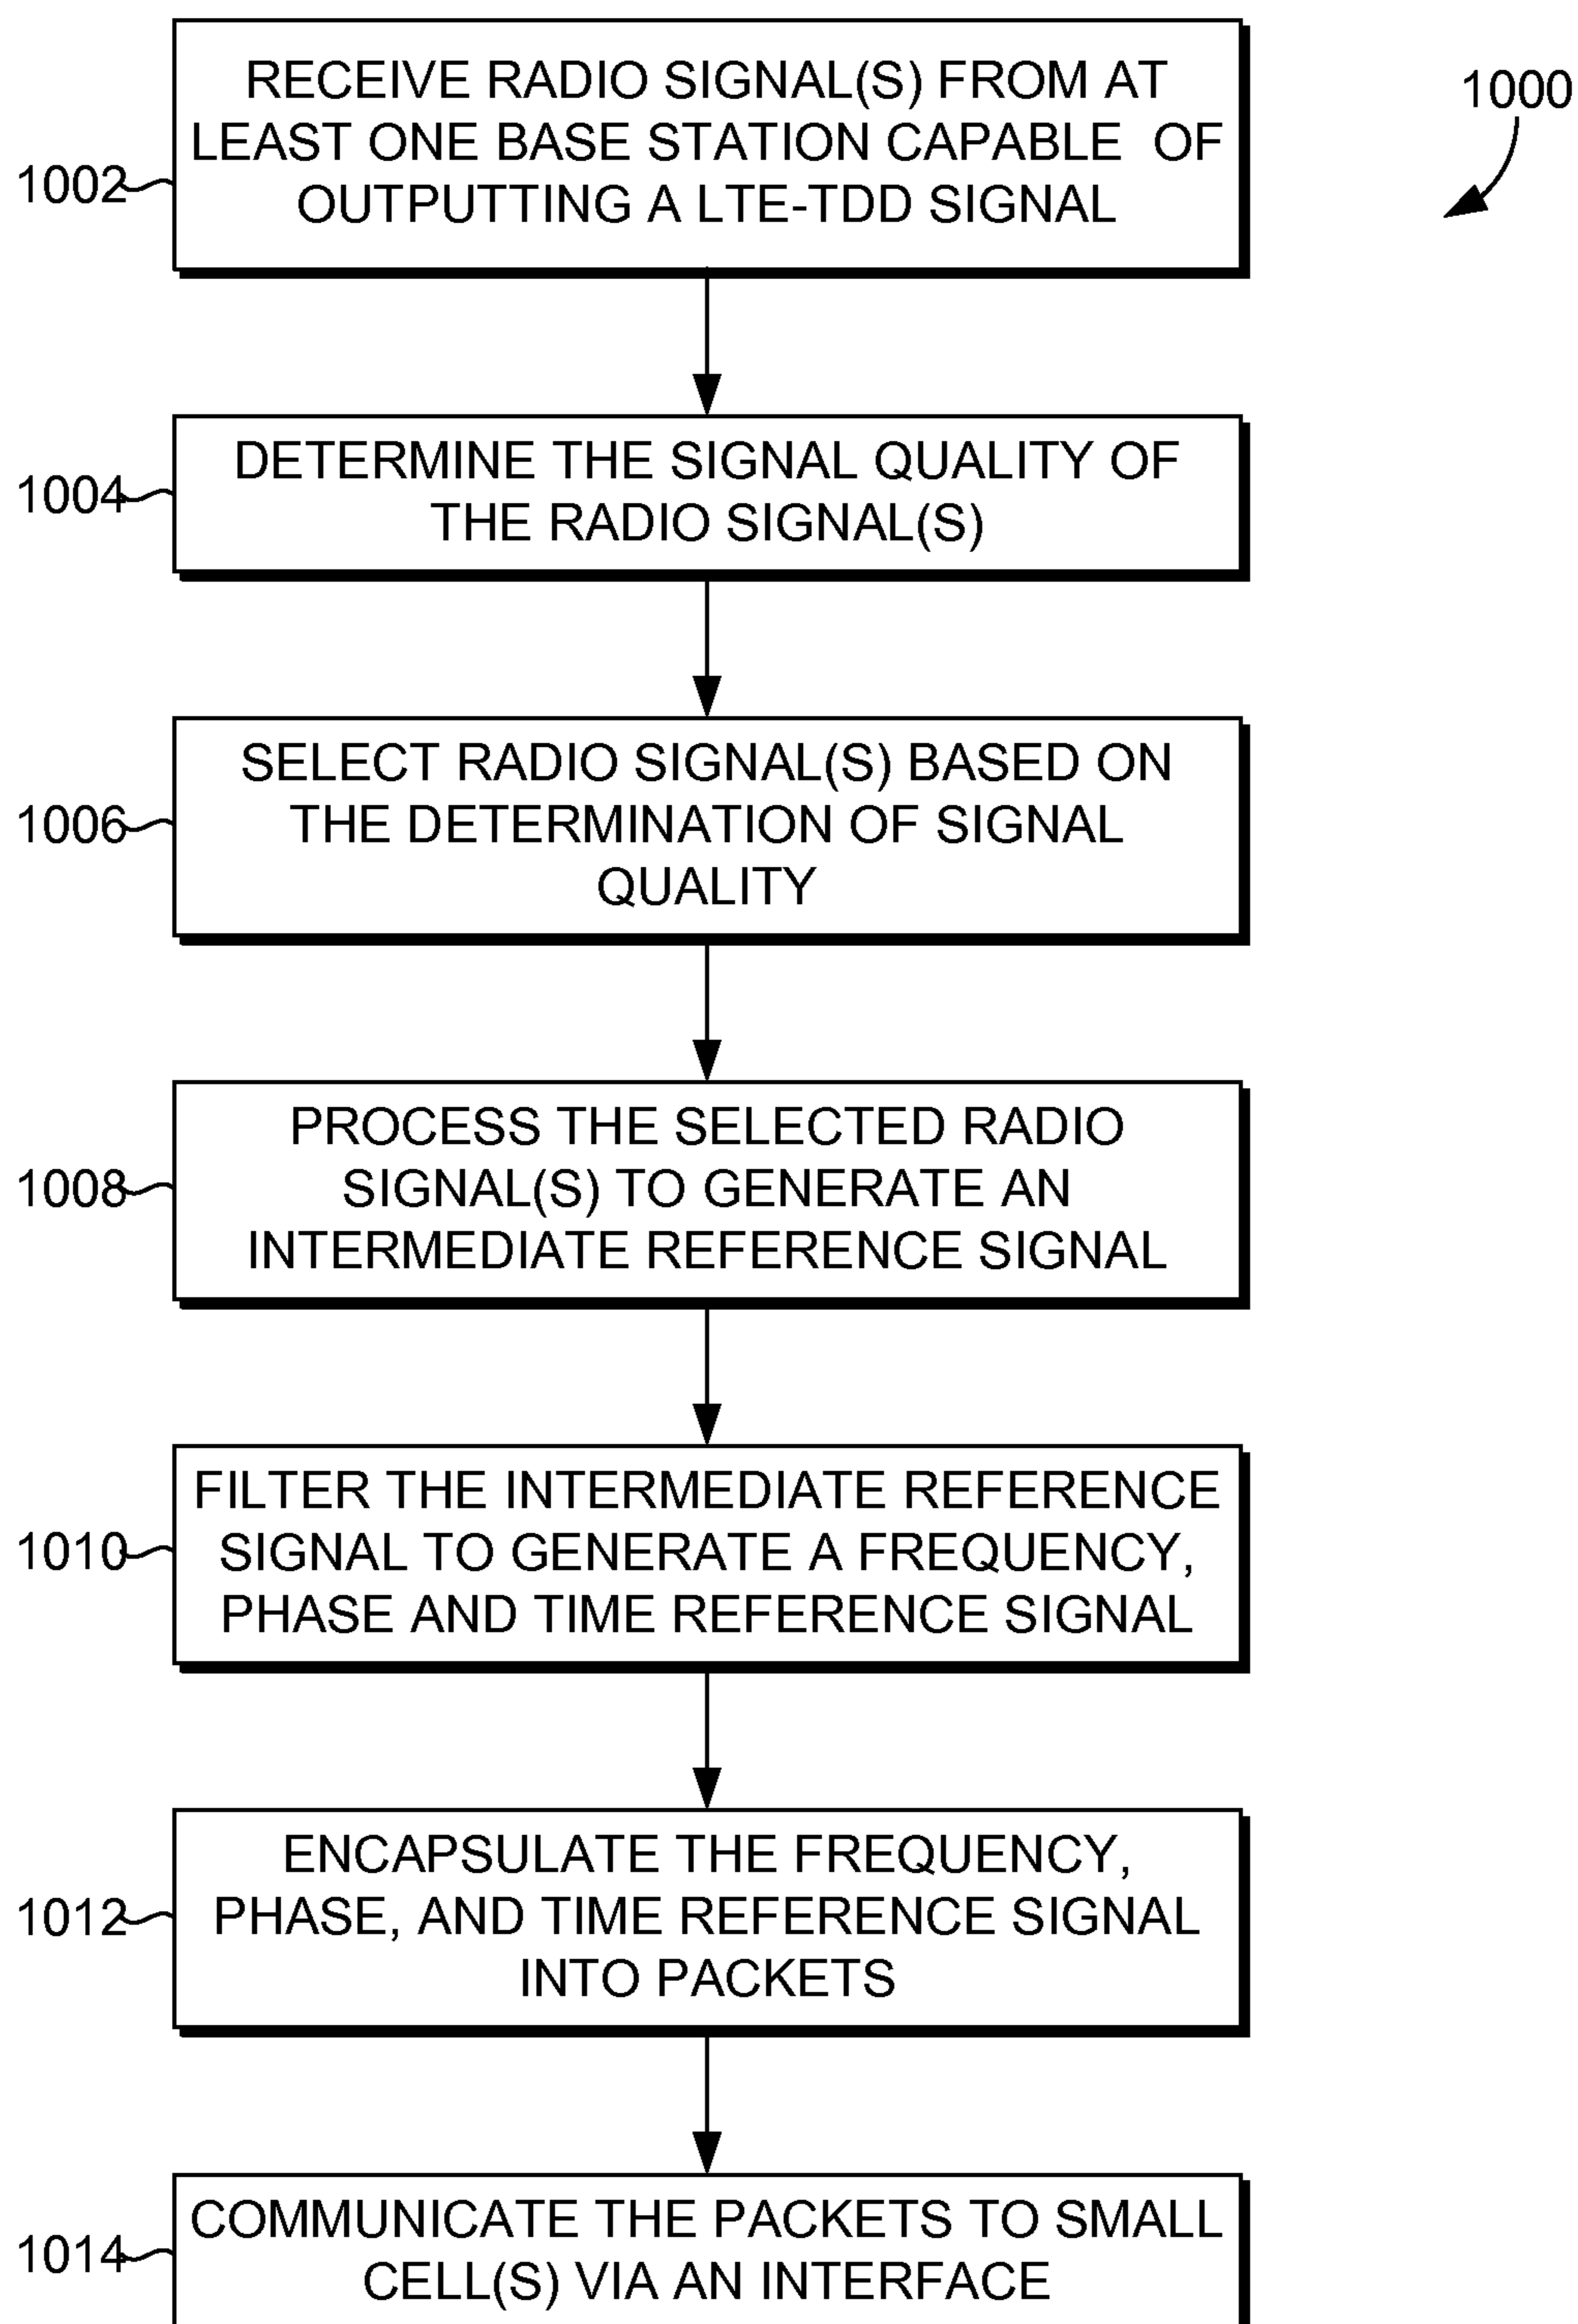 RECEIVE RADIO SIGNAL(S) FROM AT
LEAST ONE BASE STATION CAPABLE OF
OUTPUTTING A LTE-TDD SIGNAL
1000
1002
DETERMINE THE SIGNAL QUALITY OF
THE RADIO SIGNAL(S)
1004
SELECT RADIO SIGNAL(S) BASED ON
THE DETERMINATION OF SIGNAL
QUALITY
1006
PROCESS THE SELECTED RADIO
SIGNAL(S) TO GENERATE AN
INTERMEDIATE REFERENCE SIGNAL
1008
FILTER THE INTERMEDIATE REFERENCE
SIGNAL TO GENERATE A FREQUENCY,
PHASE AND TIME REFERENCE SIGNAL
1010
ENCAPSULATE THE FREQUENCY,
PHASE, AND TIME REFERENCE SIGNAL
INTO PACKETS
1012
COMMUNICATE THE PACKETS TO SMALL
CELL(S) VIA AN INTERFACE
1014